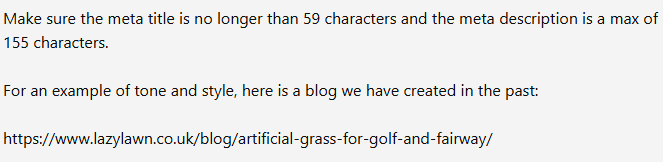 Make sure the meta title is no longer than 59 characters and the meta description is a max of
155 characters.
For an example of tone and style, here is a blog we have created in the past:
https://www.lazylawn.co.uk/blog/artificial-grass-for-golf-and-fairway/